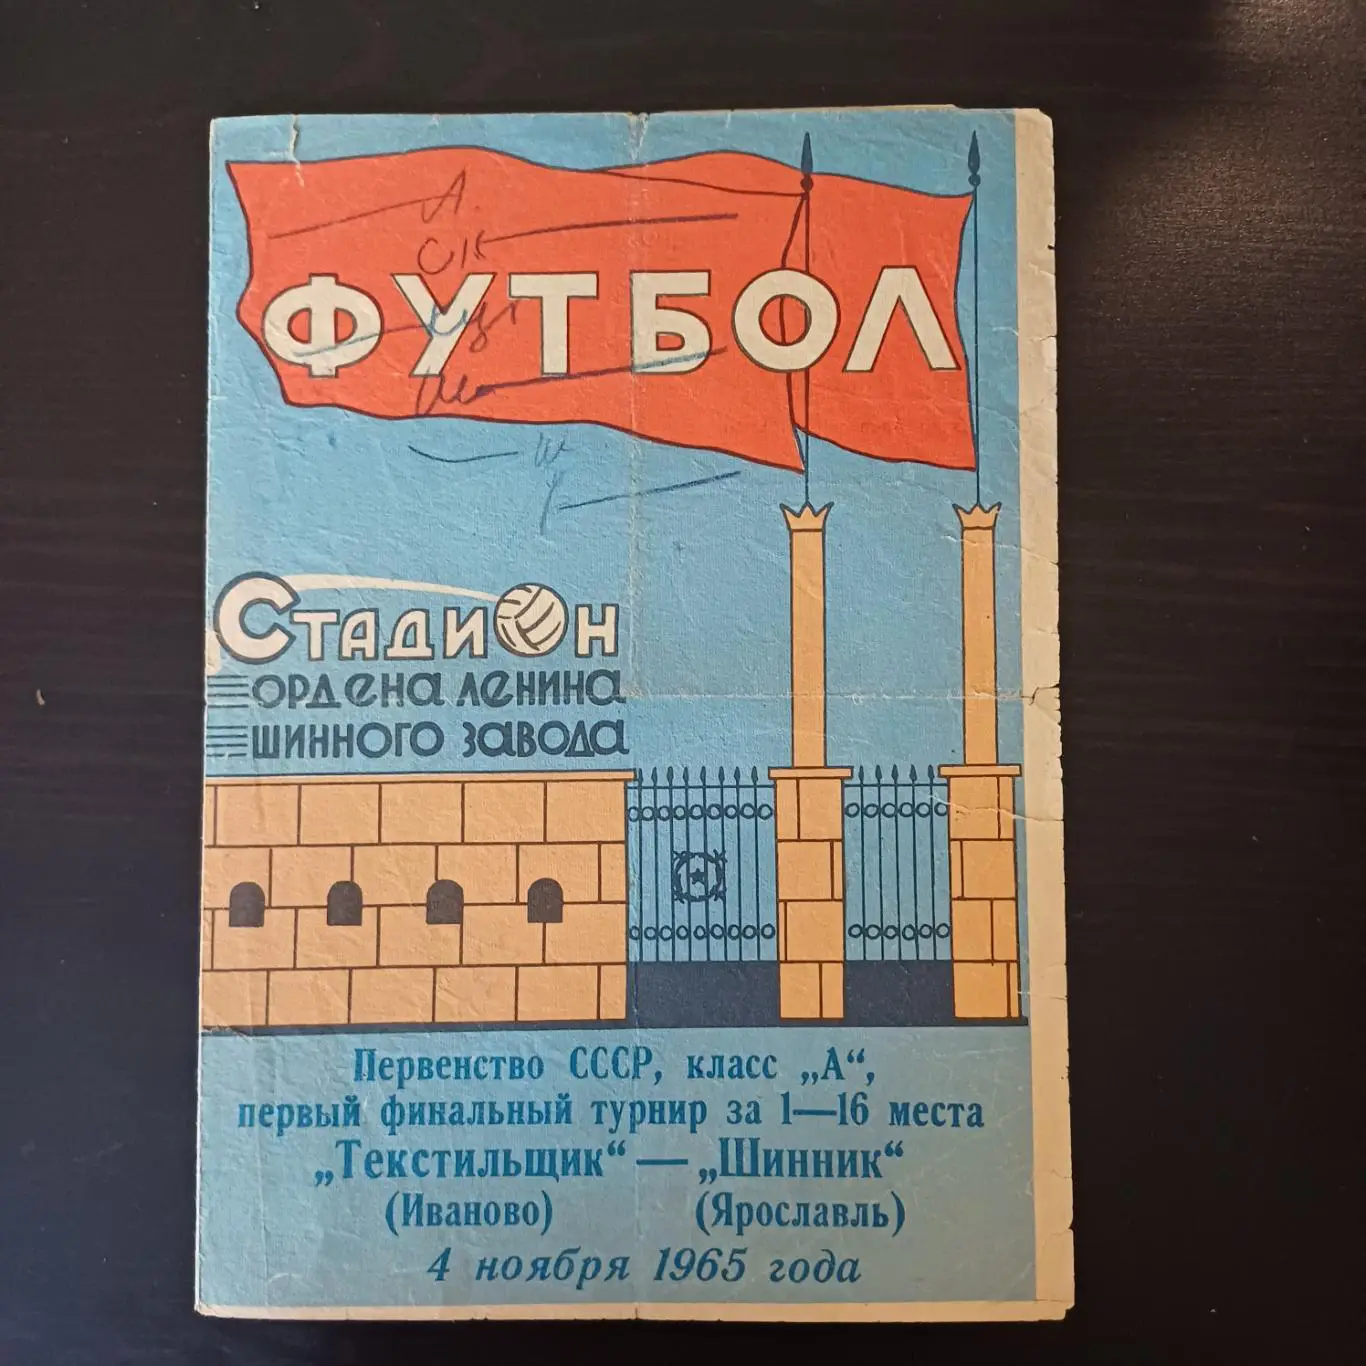 А.
ФУТБОЛ
СТАДИОН
ОРДЕНА ЛЕНИНА
ШИННОГО ЗАВОДА
Первенство СССР, класс „А“,
первый финальный турнир за 1—16 места
„Текстильщик“ — „Шинник“
(Иваново) (Ярославль)
4 ноября 1965 года